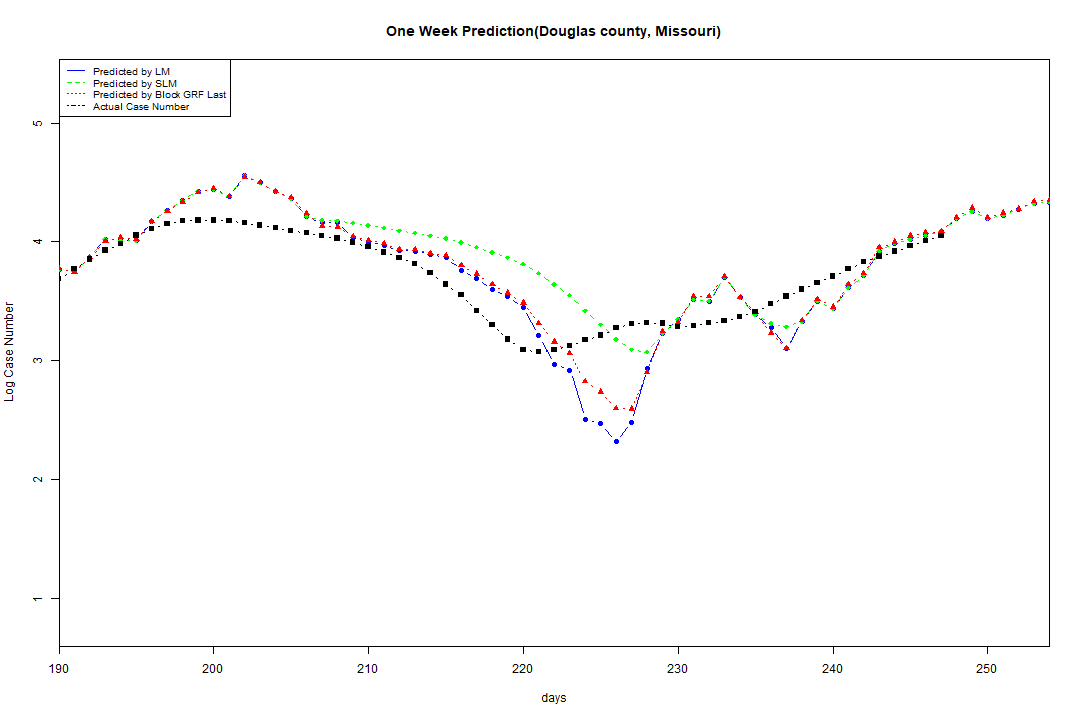 One Week Prediction(Douglas county, Missouri)
Predicted by LM
Predicted by SLM
Predicted by Block GRF Last
Actual Case Number
5
4
3
2
1
Log Case Number
190 200 210 220 230 240 250
days